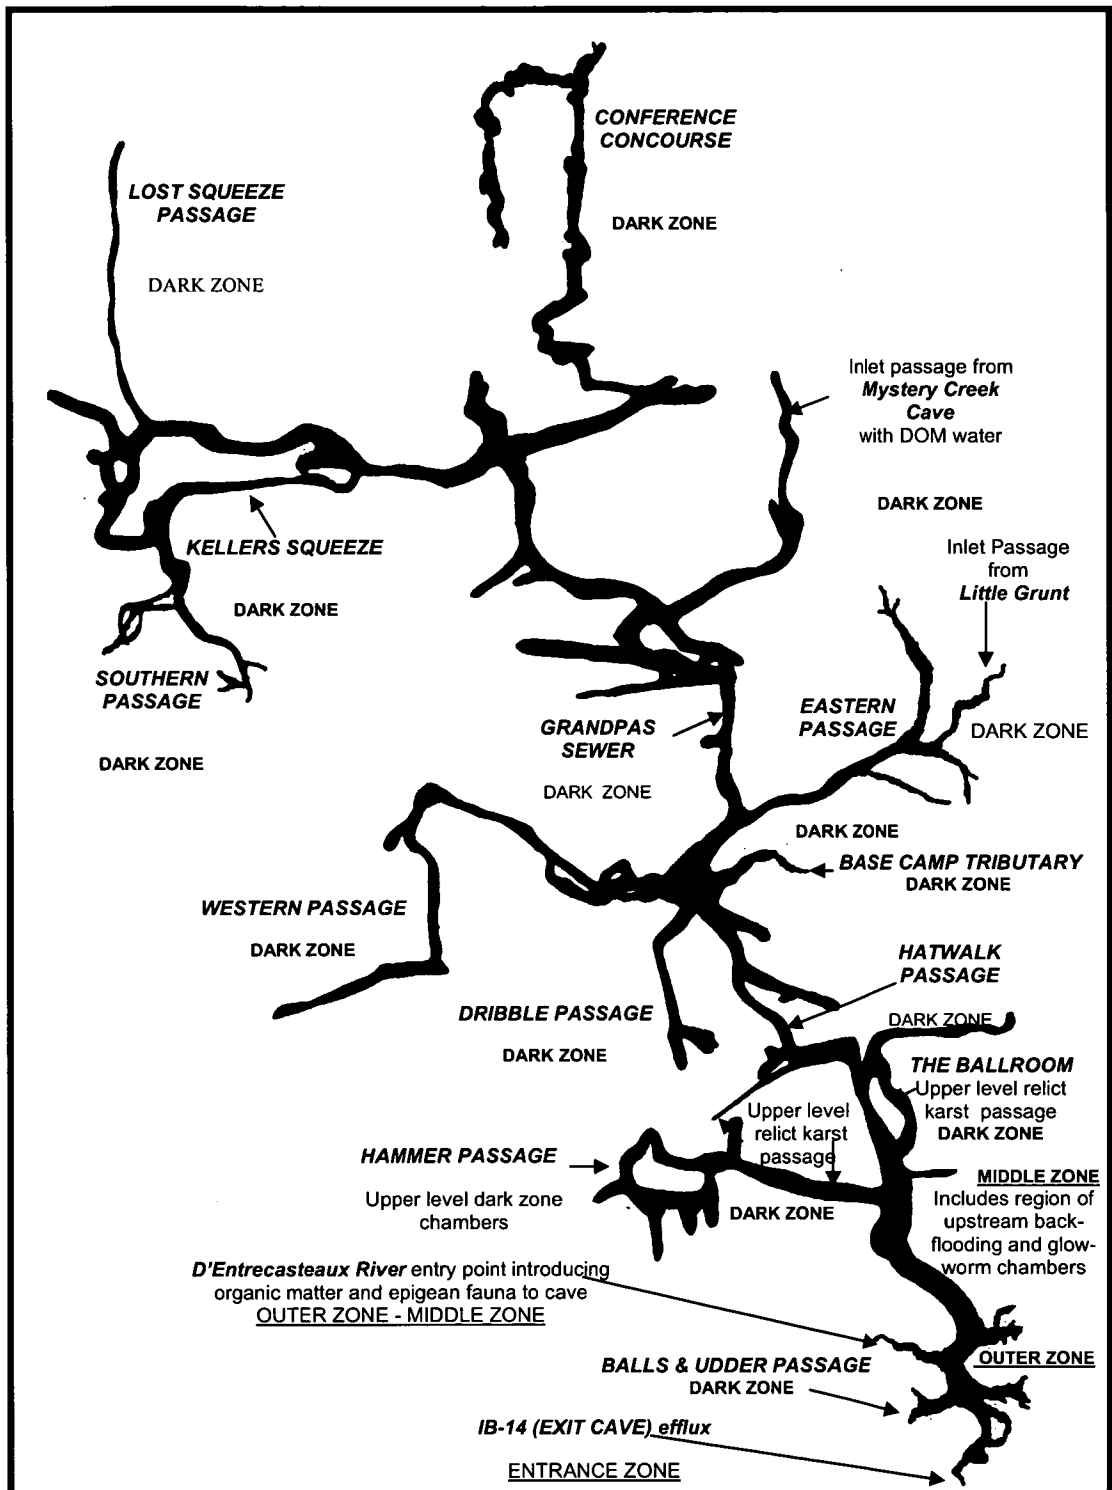 CONFERENCE
CONCOURSE
DARK ZONE
LOST SQUEEZE
PASSAGE
DARK ZONE
Inlet passage from
Mystery Creek
Cave
with DOM water
DARK ZONE
KELLERS SQUEEZE
DARK ZONE
Inlet Passage
from
Little Grunt
SOUTHERN
PASSAGE
DARK ZONE
EASTERN
PASSAGE
DARK ZONE
GRANDPAS
SEWER
DARK ZONE
DARK ZONE
BASE CAMP TRIBUTARY
DARK ZONE
WESTERN PASSAGE
DARK ZONE
HATWALK
PASSAGE
DARK ZONE
DRIBBLE PASSAGE
DARK ZONE
THE BALLROOM
Upper level relict
karst passage
DARK ZONE
Upper level
relict karst
passage
DARK ZONE
HAMMER PASSAGE
Upper level dark zone
chambers
MIDDLE ZONE
Includes region of
upstream back-
flooding and glow-
worm chambers
D'Entrecasteaux River entry point introducing
organic matter and epigean fauna to cave
OUTER ZONE - MIDDLE ZONE
OUTER ZONE
BALLS & UDDER PASSAGE
DARK ZONE
IB-14 (EXIT CAVE) efflux
ENTRANCE ZONE